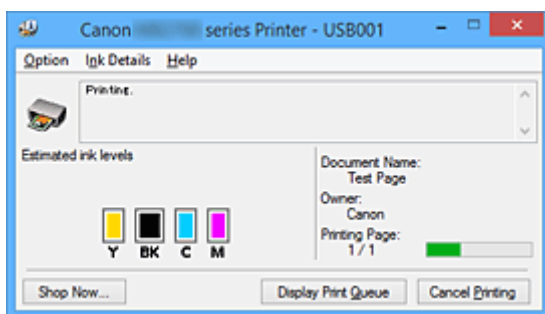 Canon series Printer - USB001
Option Ink Details Help
Printing.
Estimated ink levels
Document Name:
Test Page
Owner:
Canon
Printing Page:
1 / 1
Y BK C M
Shop Now... Display Print Queue Cancel Printing